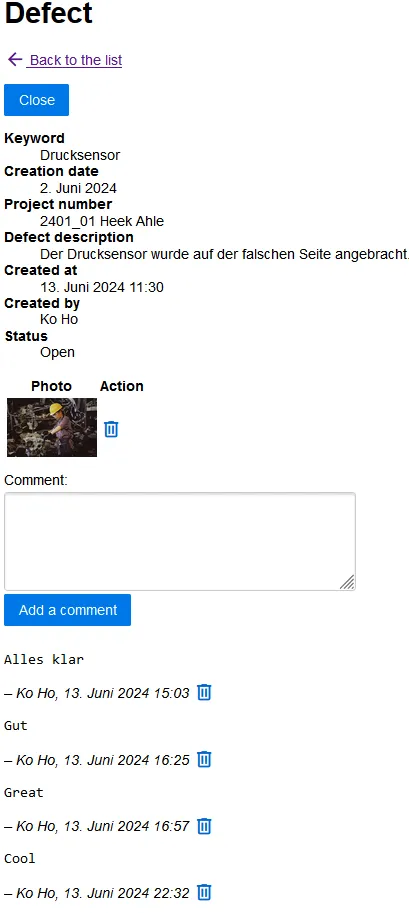 Defect
Back to the list
Close
Keyword
Drucksensor
Creation date
2. Juni 2024
Project number
2401_01 Heek Ahle
Defect description
Der Drucksensor wurde auf der falschen Seite angebracht.
Created at
13. Juni 2024 11:30
Created by
Ko Ho
Status
Open
Photo Action
Comment:
Add a comment
Alles klar
– Ko Ho, 13. Juni 2024 15:03
Gut
– Ko Ho, 13. Juni 2024 16:25
Great
– Ko Ho, 13. Juni 2024 16:57
Cool
– Ko Ho, 13. Juni 2024 22:32